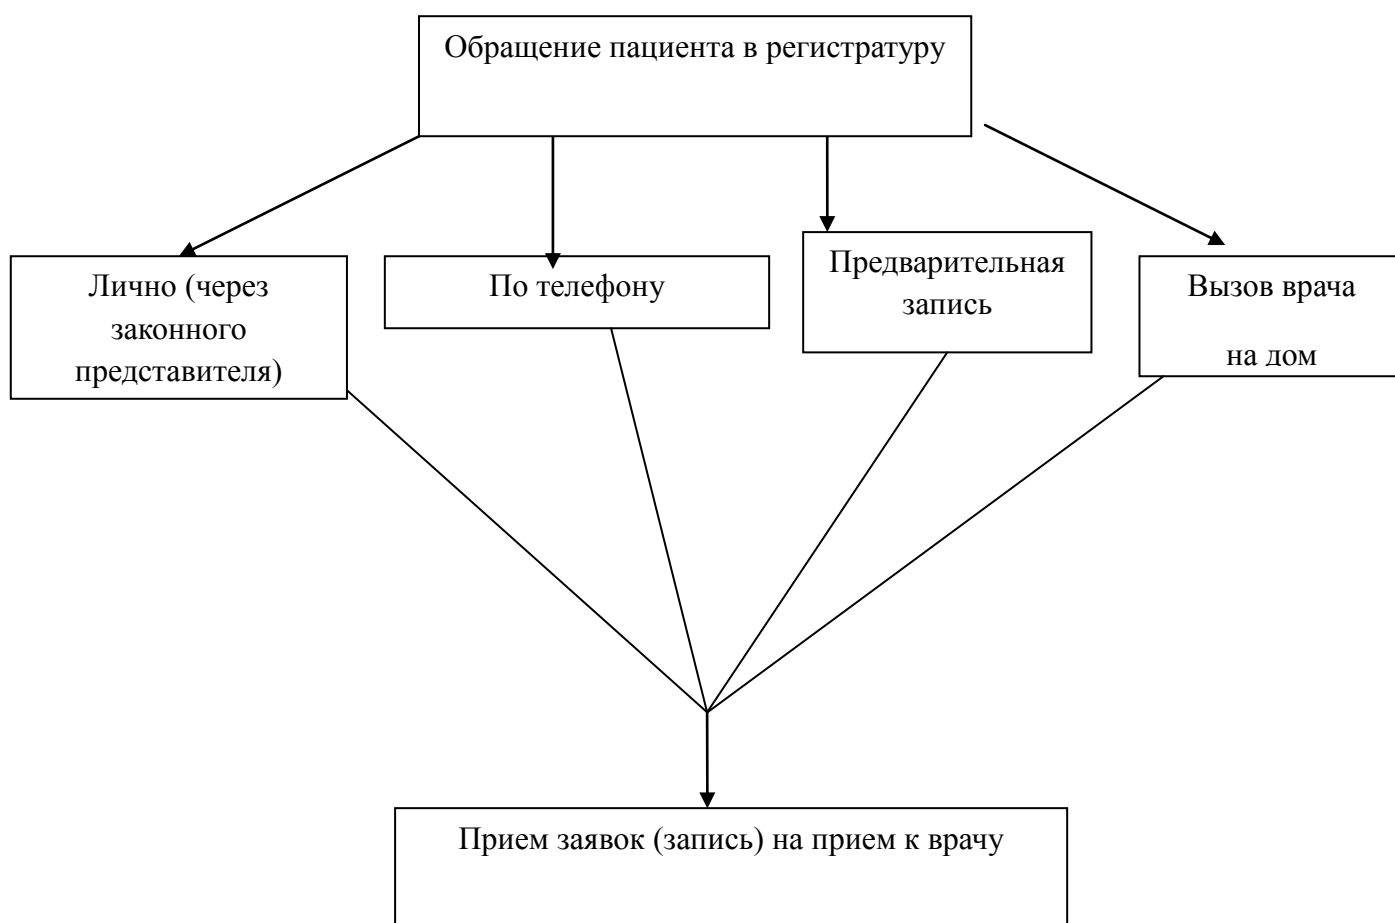 Обращение пациента в регистратуру
Лично (через
законного
представителя)
По телефону
Предварительная
запись
Вызов врача
на дом
Прием заявок (запись) на прием к врачу